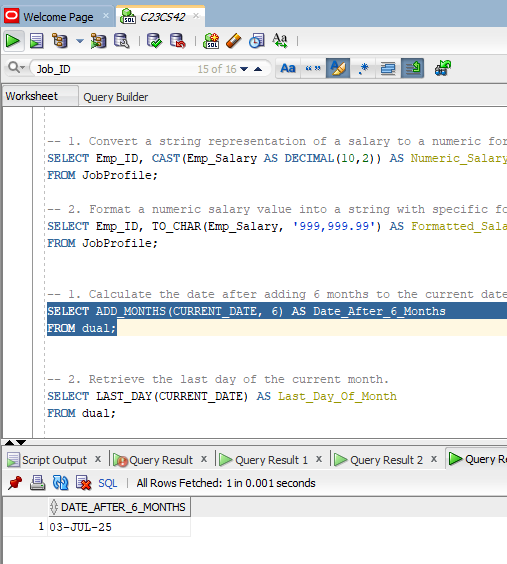 Welcome Page
C23CS42
SQL
Aa
Job_ID
15 of 16
Aa
Worksheet
Query Builder
-- 1. Convert a string representation of a salary to a numeric for
SELECT Emp_ID, CAST(Emp_Salary AS DECIMAL(10,2)) AS Numeric_Salary
FROM JobProfile;
-- 2. Format a numeric salary value into a string with specific fo
SELECT Emp_ID, TO_CHAR(Emp_Salary, '999,999.99') AS Formatted_Sala
FROM JobProfile;
-- 1. Calculate the date after adding 6 months to the current date
SELECT ADD_MONTHS(CURRENT_DATE, 6) AS Date_After_6_Months
FROM dual;
-- 2. Retrieve the last day of the current month.
SELECT LAST_DAY(CURRENT_DATE) AS Last_Day_Of_Month
FROM dual;
Script Output x
Query Result x
Query Result 1 x
Query Result 2 x
Query Re
SQL | All Rows Fetched: 1 in 0.001 seconds
DATE_AFTER_6_MONTHS
1 03-JUL-25